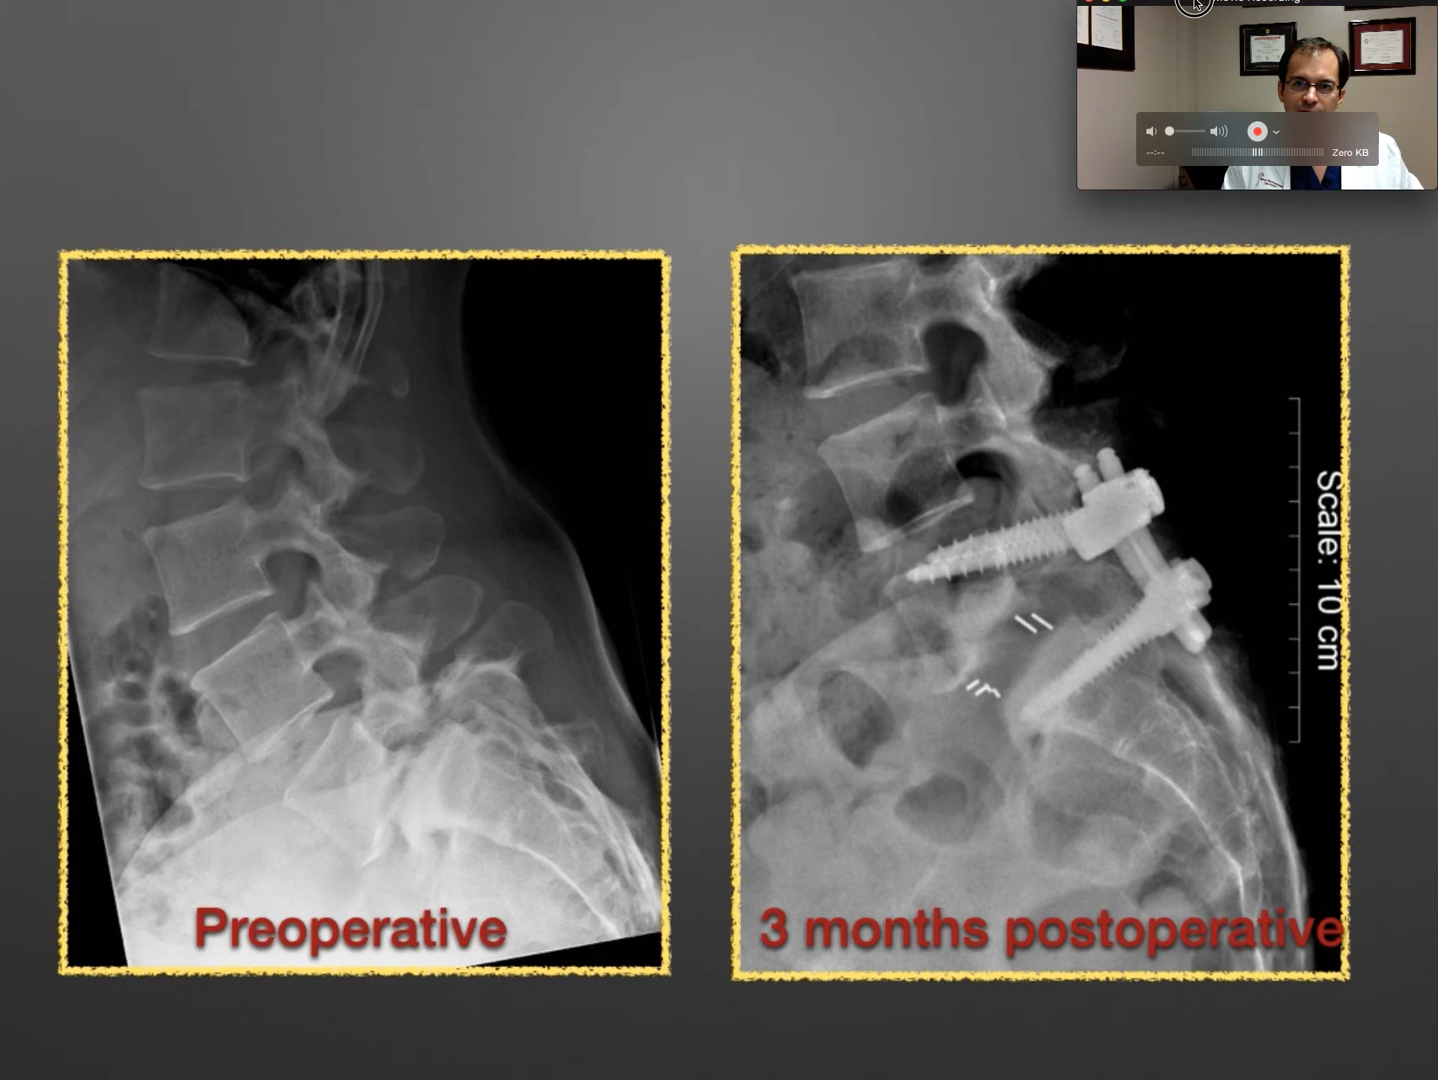 --:--
Zero KB
Scale: 10 cm
Preoperative
3 months postoperative